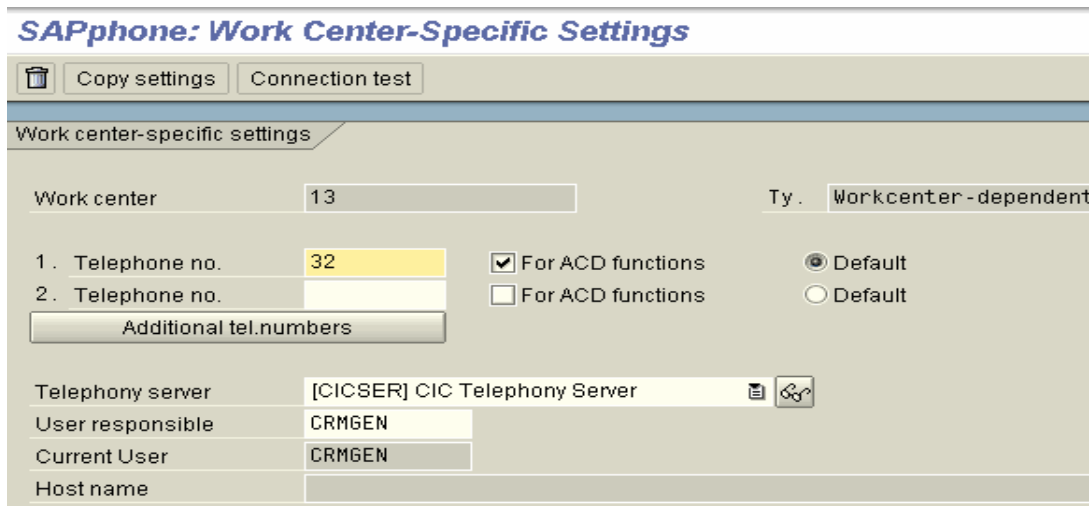 SAPphone: Work Center-Specific Settings
Copy settings Connection test
Work center-specific settings
Work center 13 Ty. Workcenter-dependent
1. Telephone no. 32 For ACD functions Default
2. Telephone no. For ACD functions Default
Additional tel.numbers
Telephony server [CICSER] CIC Telephony Server
User responsible CRMGEN
Current User CRMGEN
Host name